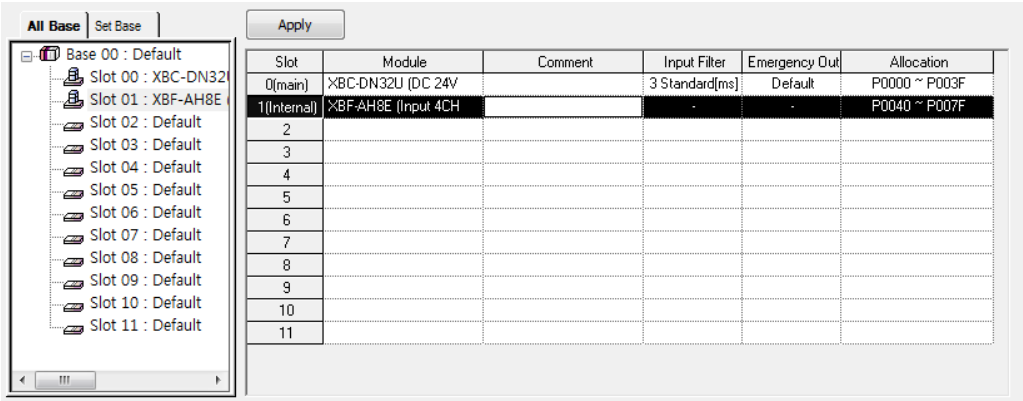 All Base Set Base
Apply
Base 00 : Default
Slot 00 : XBC-DN32U
Slot 01 : XBF-AH8E (
Slot 02 : Default
Slot 03 : Default
Slot 04 : Default
Slot 05 : Default
Slot 06 : Default
Slot 07 : Default
Slot 08 : Default
Slot 09 : Default
Slot 10 : Default
Slot 11 : Default
Slot Module Comment Input Filter Emergency Out Allocation
0(main) XBC-DN32U (DC 24V 3 Standard[ms] Default P0000 ~ P003F
1(Internal) XBF-AH8E (Input 4CH - - P0040 ~ P007F
2
3
4
5
6
7
8
9
10
11